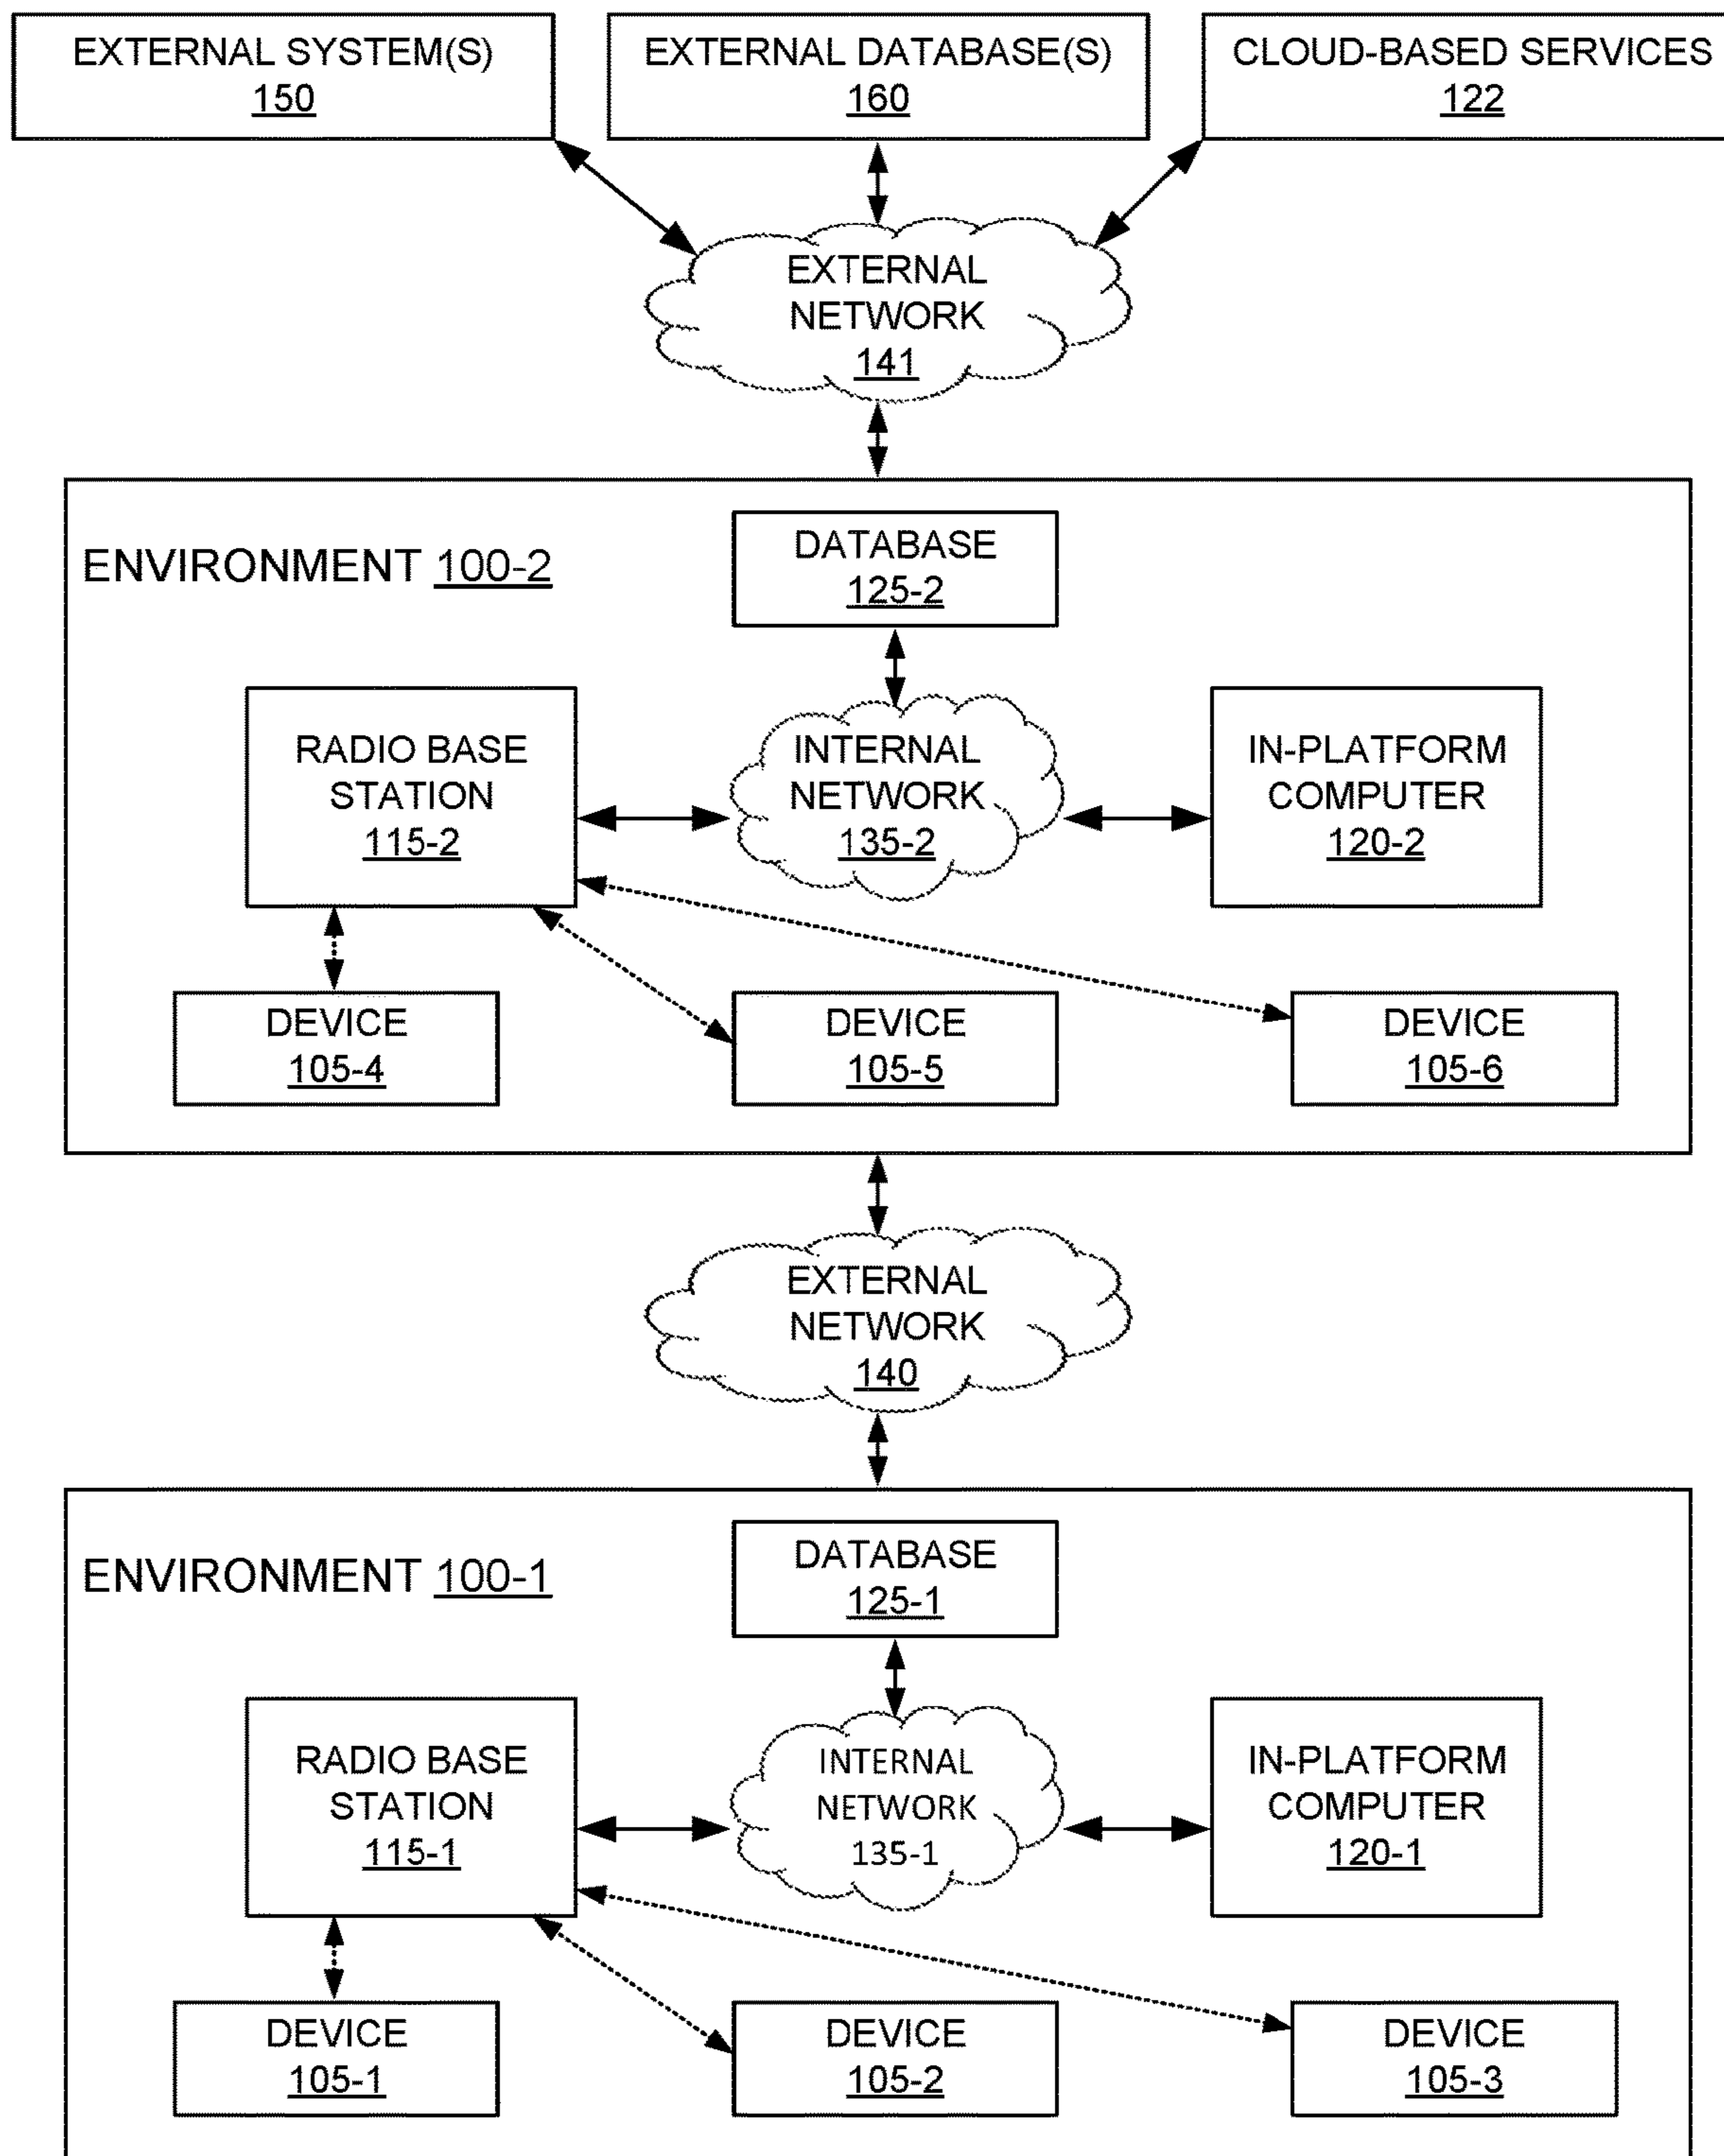 EXTERNAL SYSTEM(S)
150
EXTERNAL DATABASE(S)
160
CLOUD-BASED SERVICES
122
EXTERNAL
NETWORK
141
ENVIRONMENT 100-2
DATABASE
125-2
RADIO BASE
STATION
115-2
INTERNAL
NETWORK
135-2
IN-PLATFORM
COMPUTER
120-2
DEVICE
105-4
DEVICE
105-5
DEVICE
105-6
EXTERNAL
NETWORK
140
ENVIRONMENT 100-1
DATABASE
125-1
RADIO BASE
STATION
115-1
INTERNAL
NETWORK
135-1
IN-PLATFORM
COMPUTER
120-1
DEVICE
105-1
DEVICE
105-2
DEVICE
105-3